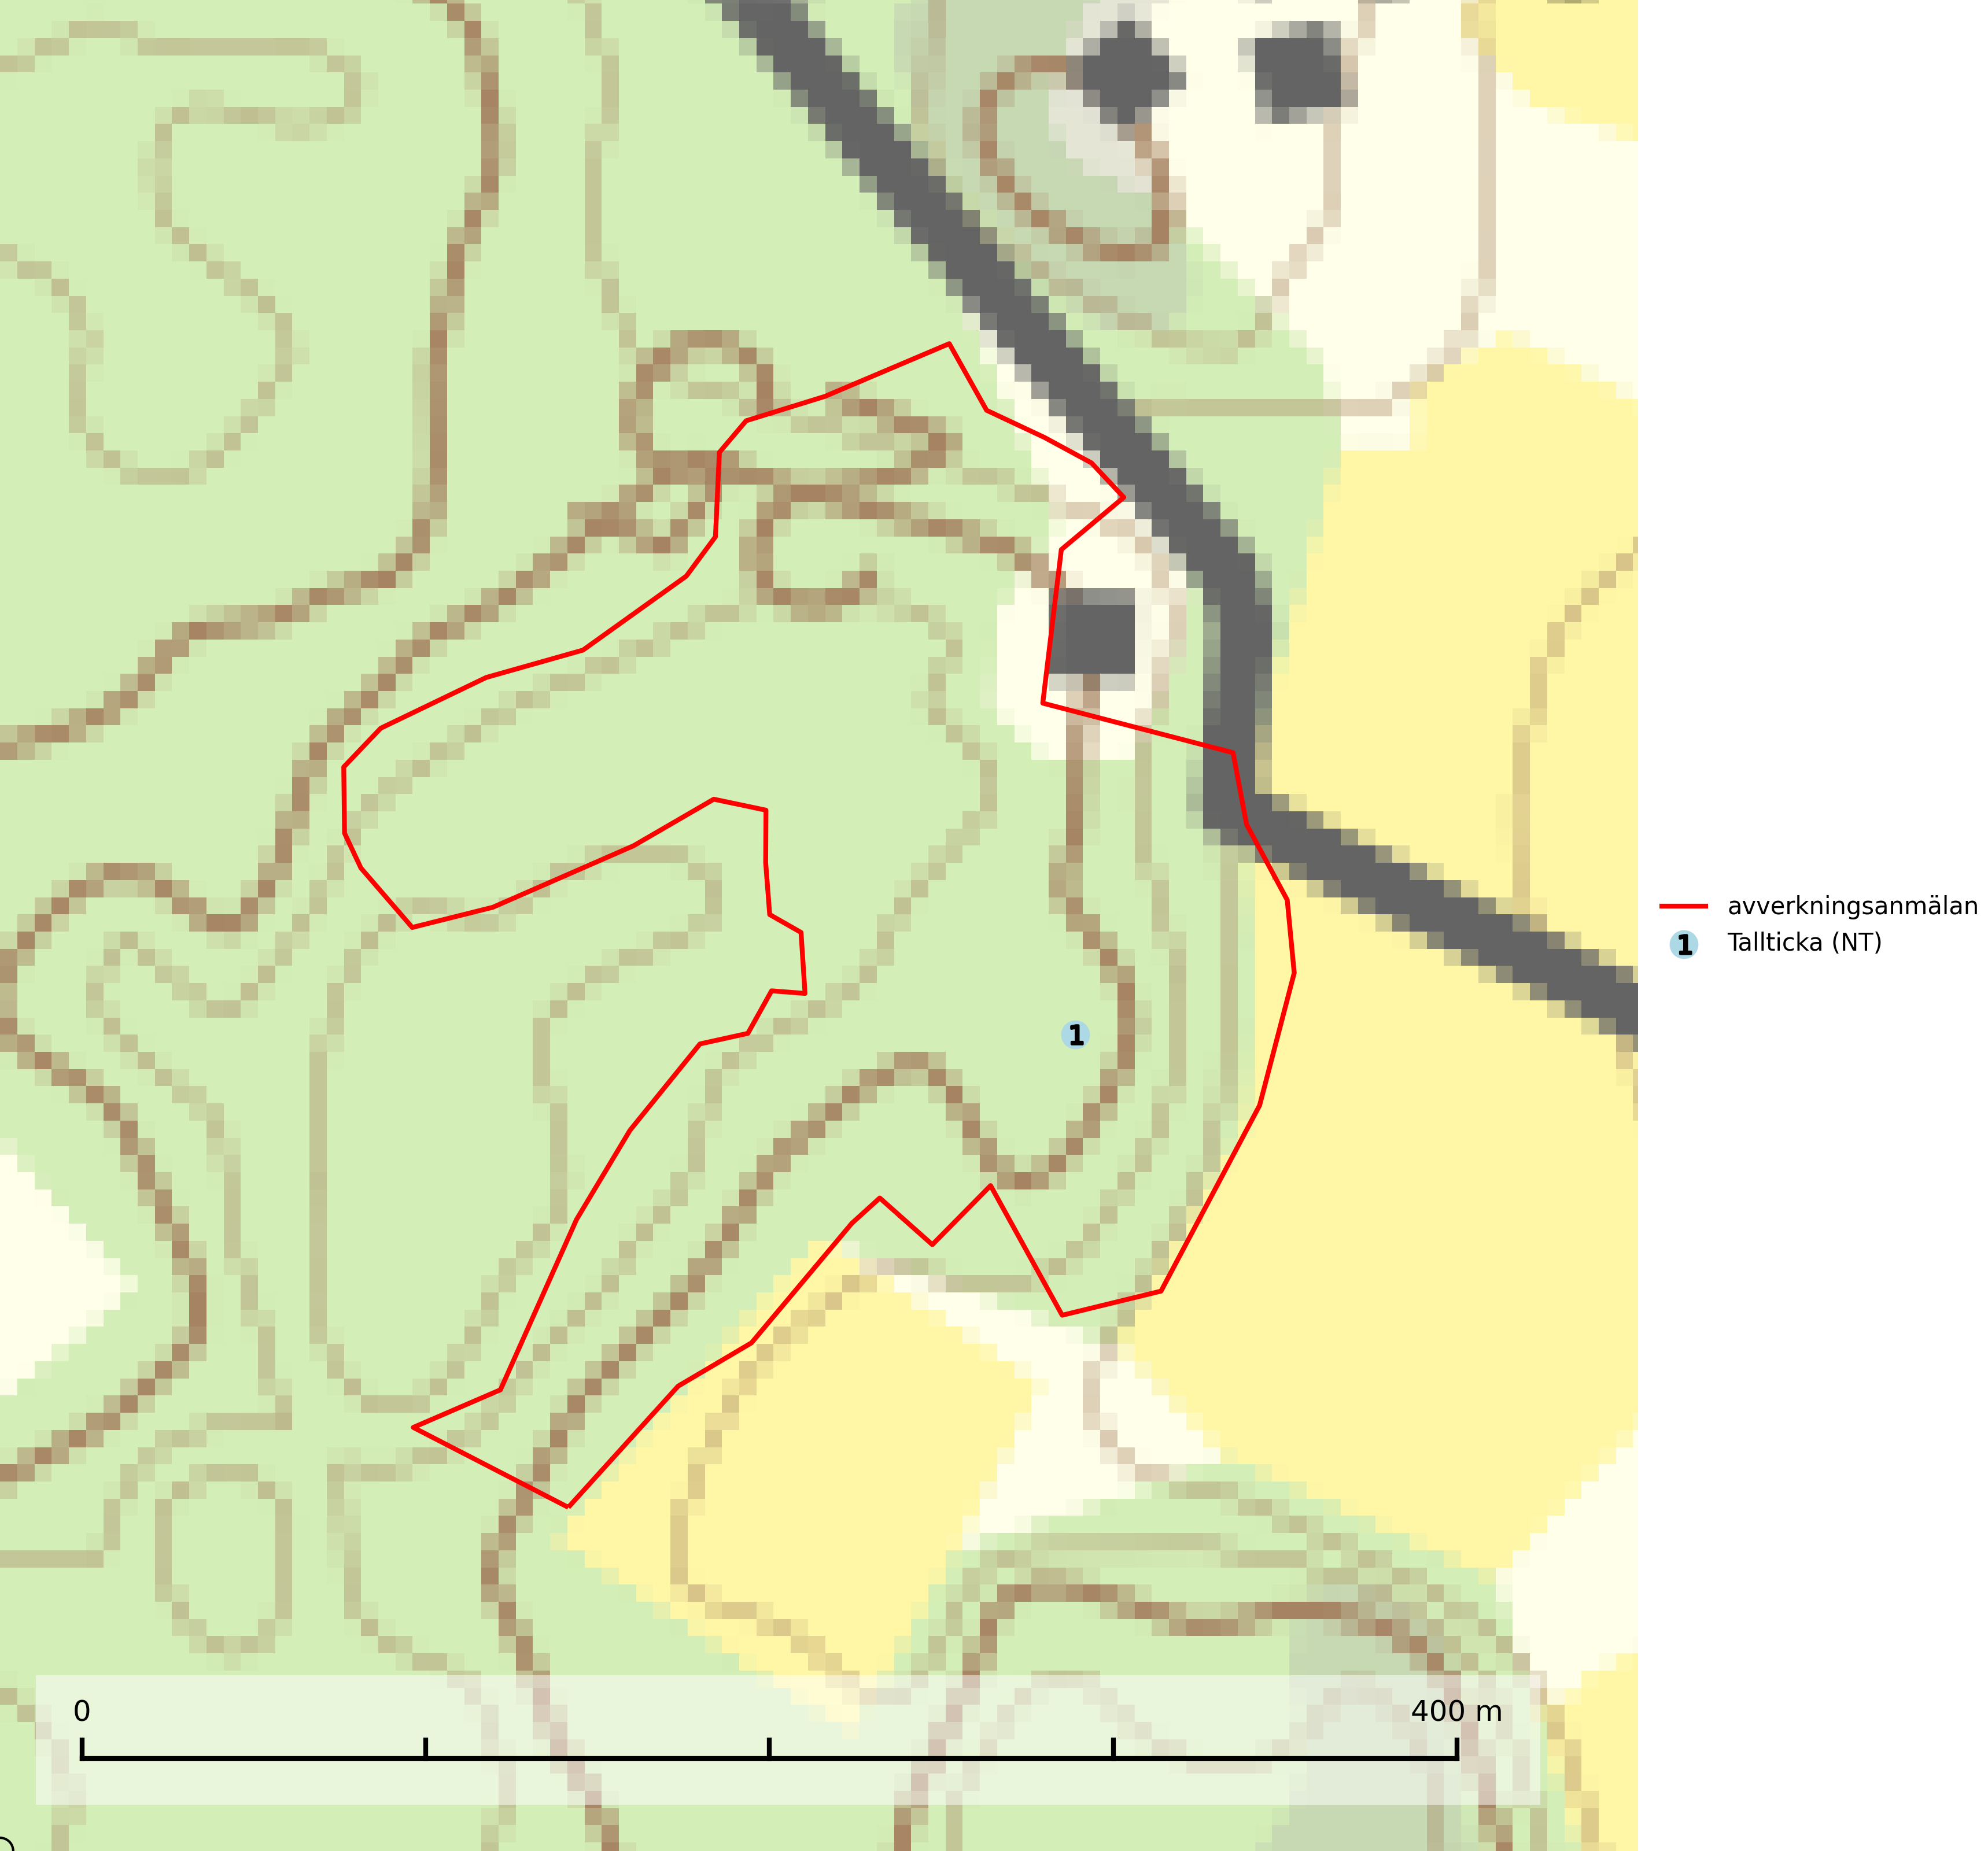 1
avverkningsanmälan
1 Tallticka (NT)
0 400 m